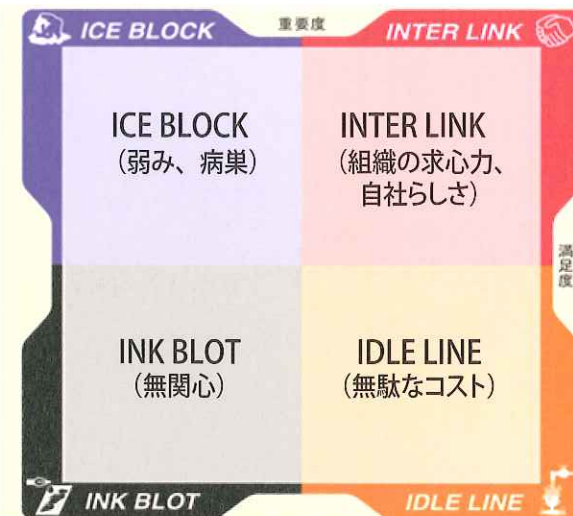 ICE BLOCK
重要度
INTER LINK
ICE BLOCK
(弱み、病巣)
INTER LINK
(組織の求心力、
自社らしさ)
満足度
INK BLOT
(無関心)
IDLE LINE
(無駄なコスト)
INK BLOT
IDLE LINE